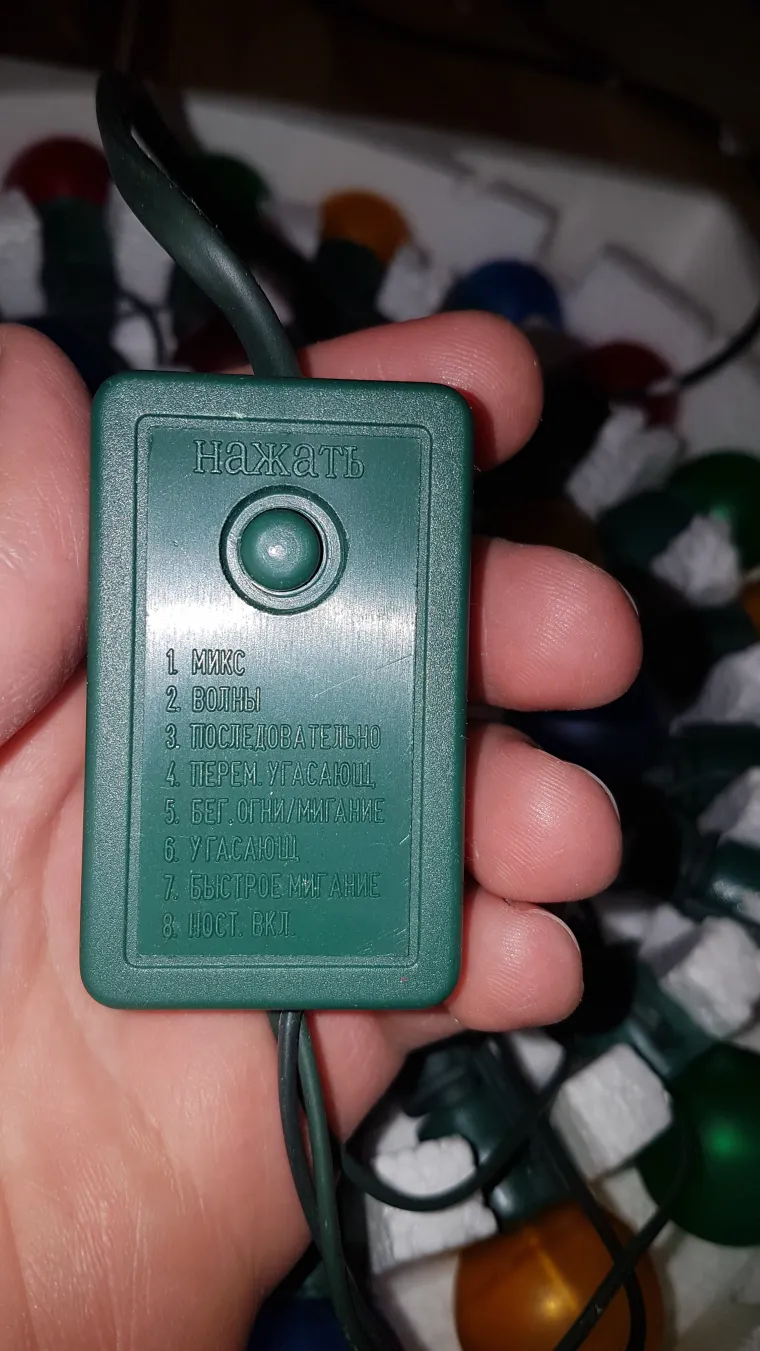 нажать
1. МИКС
2. ВОЛНЫ
3. ПОСЛЕДОВАТЕЛЬНО
4. ПЕРЕМ. УГАСАЮЩ.
5. БЕГ. ОГНИ/МИГАНИЕ
6. УГАСАЮЩ.
7. БЫСТРОЕ МИГАНИЕ
8. ПОСТ. ВКЛ.